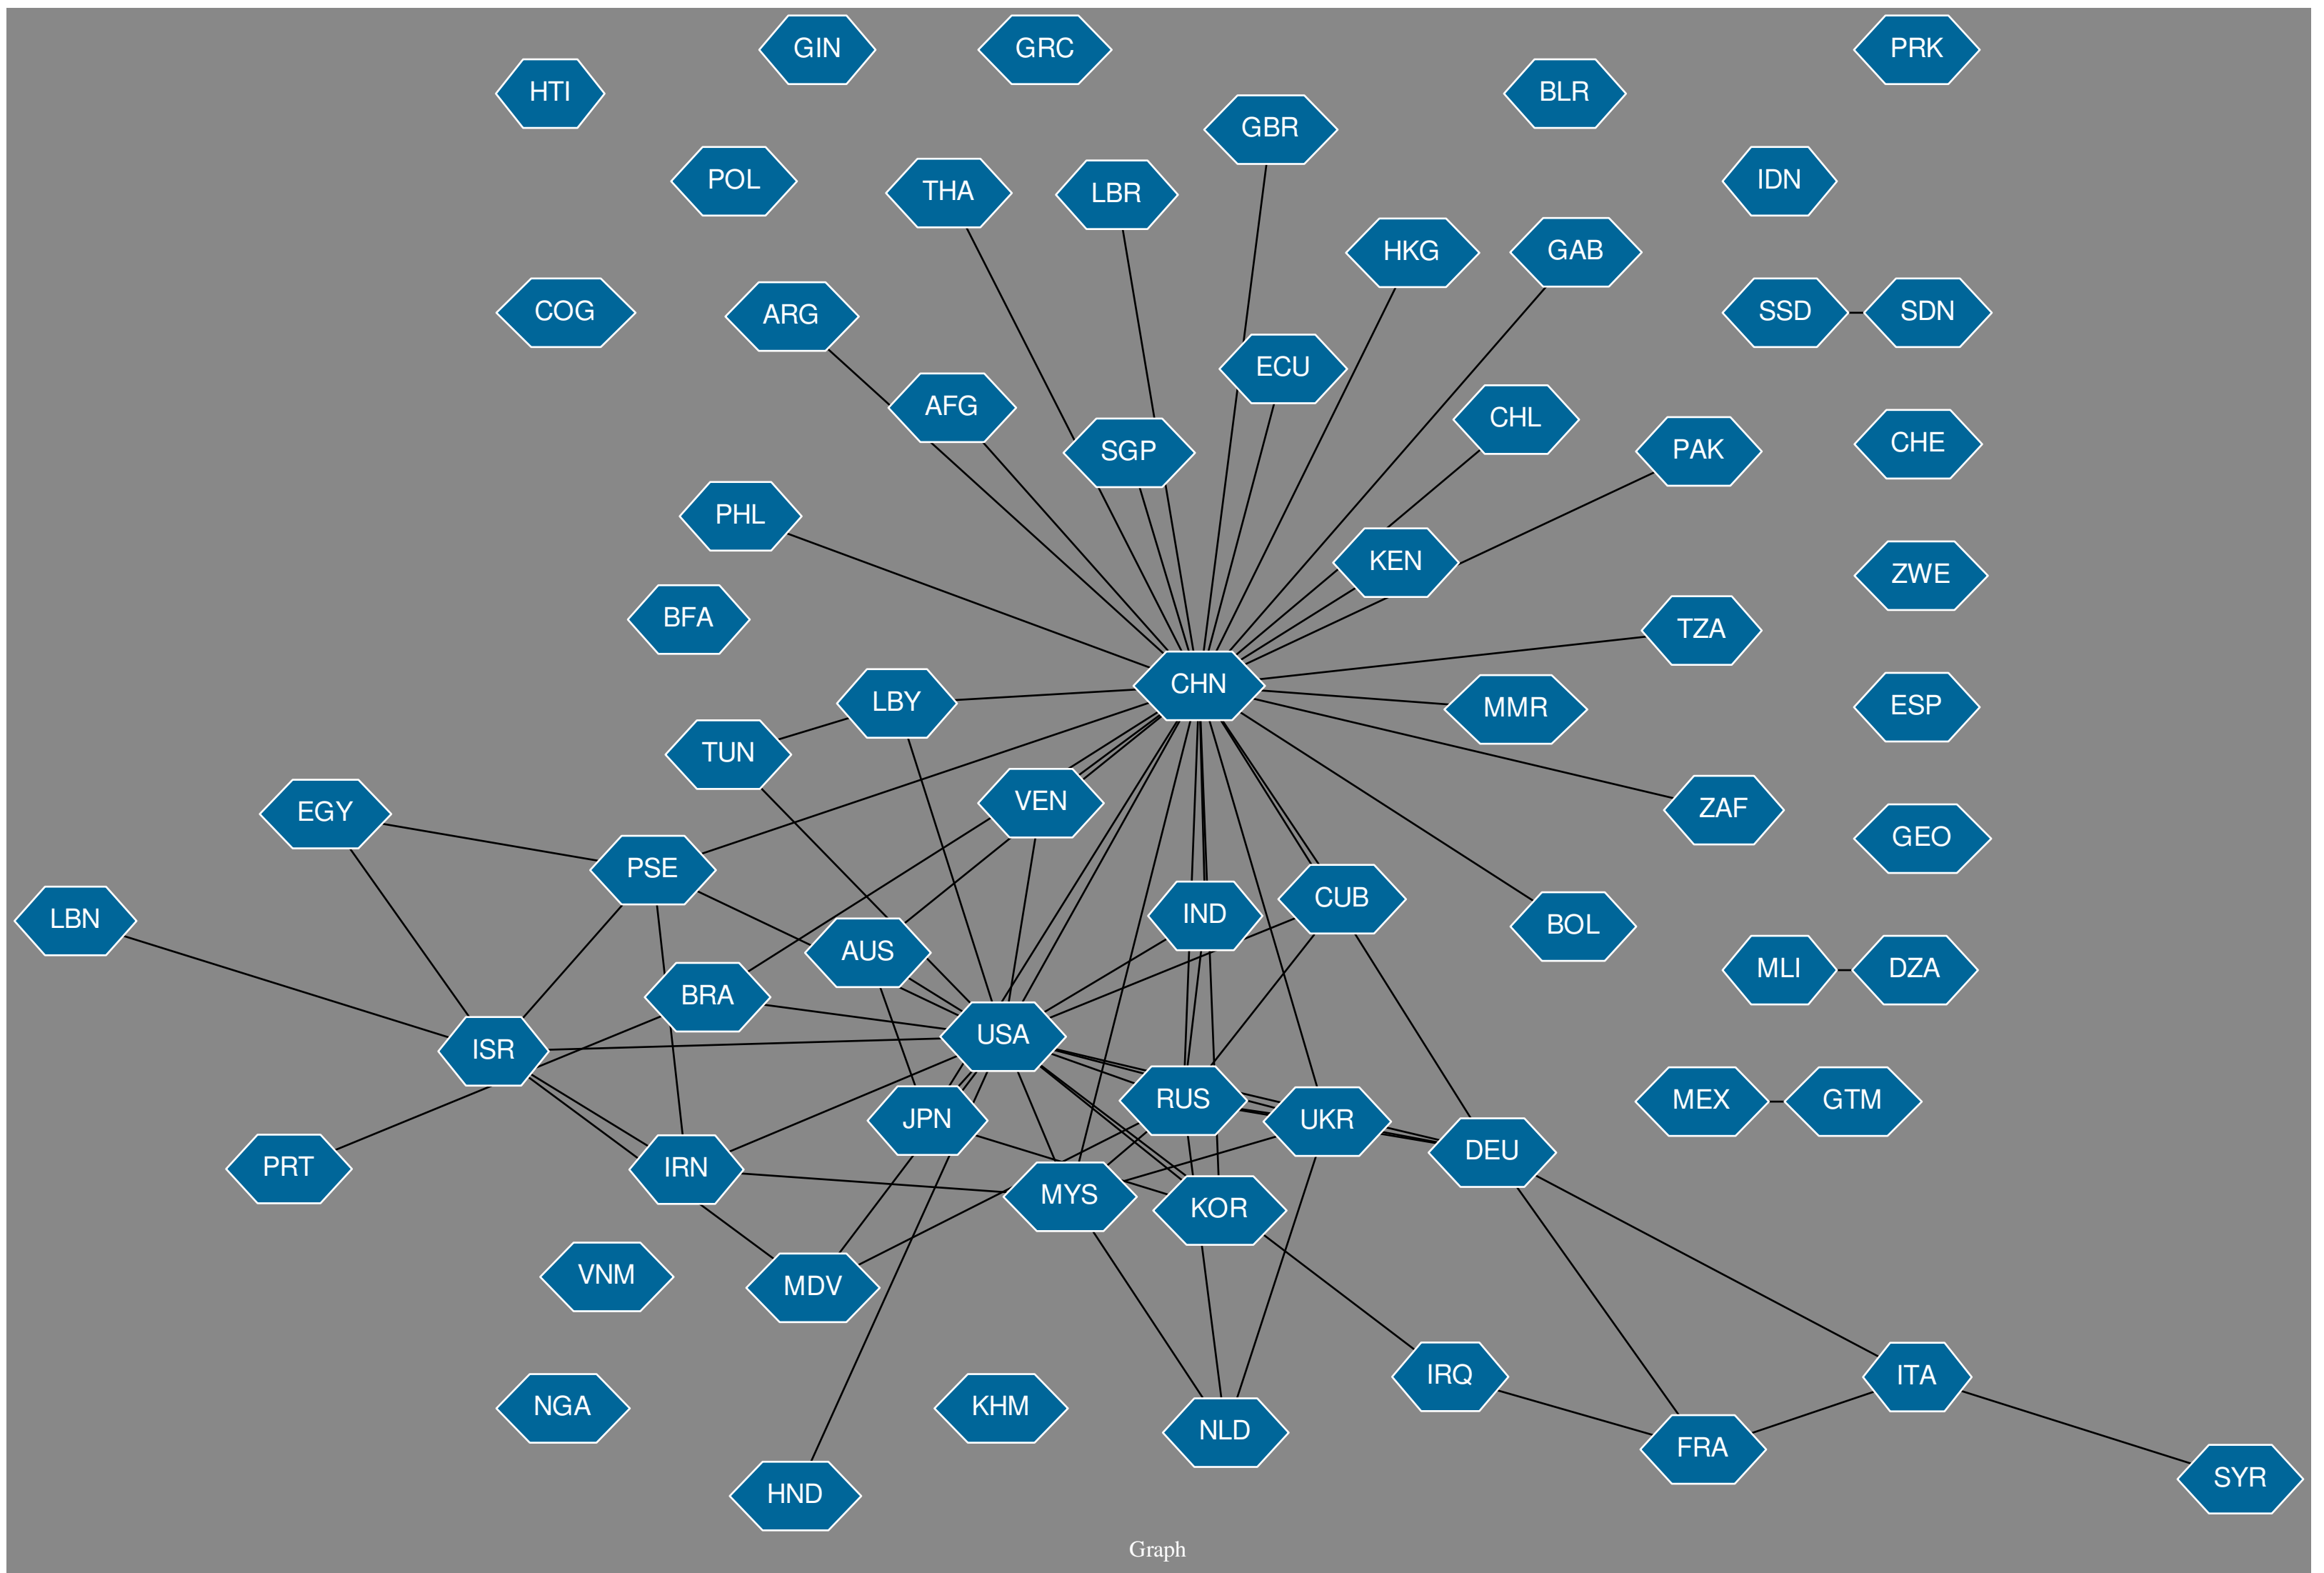 GIN
GRC
PRK
HTI
BLR
GBR
POL
THA
LBR
IDN
HKG
GAB
COG
ARG
SSD
SDN
ECU
AFG
CHL
SGP
PAK
CHE
PHL
KEN
ZWE
BFA
TZA
CHN
LBY
MMR
ESP
TUN
VEN
EGY
ZAF
GEO
PSE
CUB
LBN
IND
BOL
AUS
BRA
MLI
DZA
USA
ISR
RUS
MEX
GTM
JPN
UKR
DEU
PRT
IRN
MYS
KOR
VNM
MDV
IRQ
ITA
NGA
KHM
NLD
FRA
SYR
HND
Graph